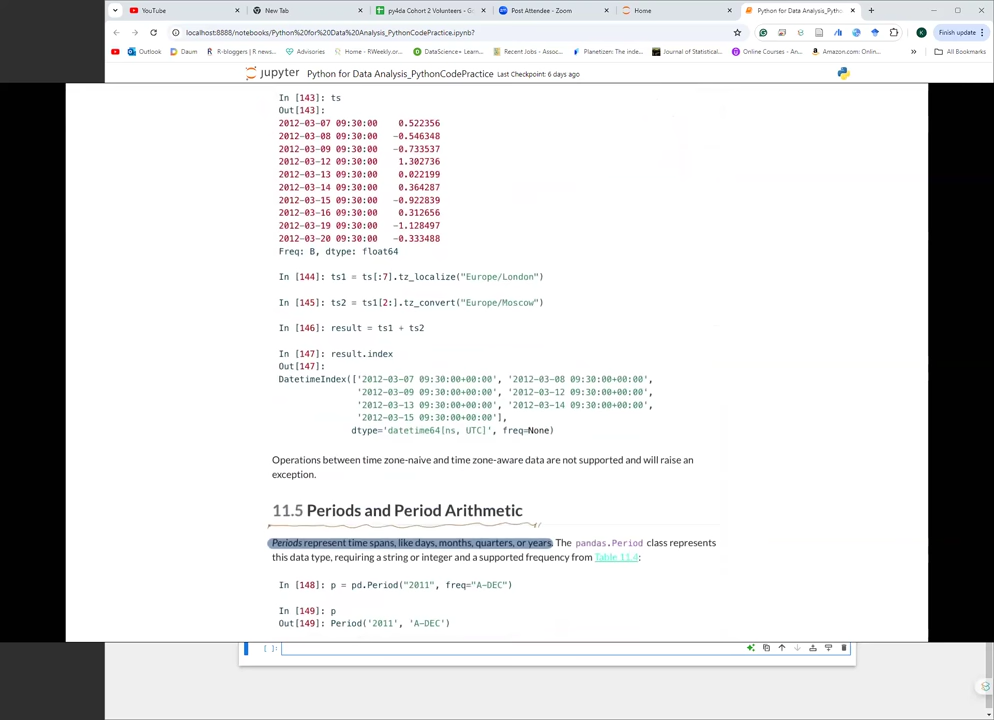 YouTube
New Tab
py4da Cohort 2 Volunteers - G
Post Attendee - Zoom
Home
Python for Data Analysis_Pytho
localhost:8888/notebooks/Python%20for%20Data%20Analysis_PythonCodePractice.ipynb?
K
Finish update
Outlook
Daum
R-bloggers | R news...
Advisories
Home - RWeekly.or...
DataScience+ Learn...
Recent Jobs - Assoc...
Planetizen: The Inde...
Journal of Statistical...
Online Courses - An...
Amazon.com: Onlin...
»
All Bookmarks
jupyter Python for Data Analysis_PythonCodePractice Last Checkpoint: 6 days ago
In [143]: ts
Out[143]:
2012-03-07 09:30:00 0.522356
2012-03-08 09:30:00 -0.546348
2012-03-09 09:30:00 -0.733537
2012-03-12 09:30:00 1.302736
2012-03-13 09:30:00 0.022199
2012-03-14 09:30:00 0.364287
2012-03-15 09:30:00 -0.922839
2012-03-16 09:30:00 0.312656
2012-03-19 09:30:00 -1.128497
2012-03-20 09:30:00 -0.333488
Freq: B, dtype: float64
In [144]: ts1 = ts[:7].tz_localize("Europe/London")
In [145]: ts2 = ts1[2:].tz_convert("Europe/Moscow")
In [146]: result = ts1 + ts2
In [147]: result.index
Out[147]:
DatetimeIndex(['2012-03-07 09:30:00+00:00', '2012-03-08 09:30:00+00:00',
'2012-03-09 09:30:00+00:00', '2012-03-12 09:30:00+00:00',
'2012-03-13 09:30:00+00:00', '2012-03-14 09:30:00+00:00',
'2012-03-15 09:30:00+00:00'],
dtype='datetime64[ns, UTC]', freq=None)
Operations between time zone-naive and time zone-aware data are not supported and will raise an
exception.
11.5 Periods and Period Arithmetic
Periods represent time spans, like days, months, quarters, or years. The pandas.Period class represents
this data type, requiring a string or integer and a supported frequency from Table 11.4:
In [148]: p = pd.Period("2011", freq="A-DEC")
In [149]: p
Out[149]: Period('2011', 'A-DEC')
[ ]: